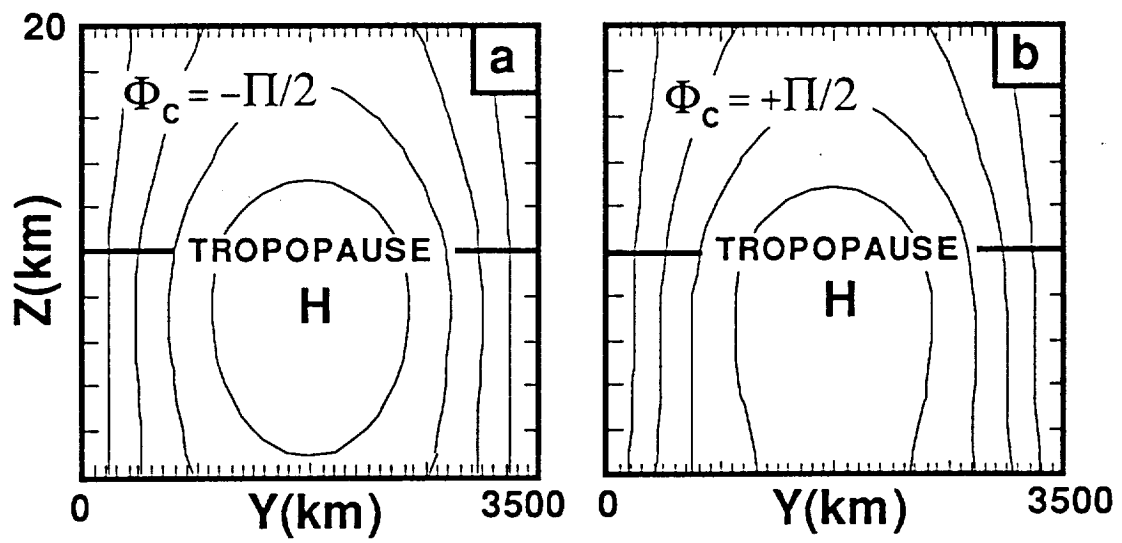 20
a
Φc = −Π/2
Z(km)
TROPOPAUSE
H
0
Y(km)
3500
b
Φc = +Π/2
TROPOPAUSE
H
0
Y(km)
3500